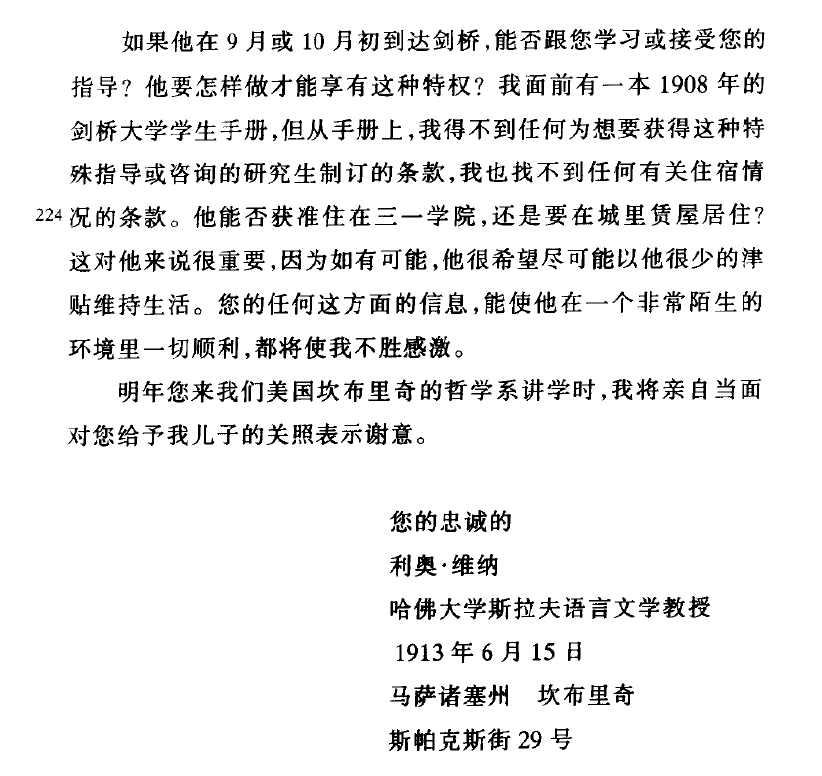 如果他在9月或10月初到达剑桥,能否跟您学习或接受您的
指导?他要怎样做才能享有这种特权?我面前有一本1908年的
剑桥大学学生手册,但从手册上,我得不到任何为想要获得这种特
殊指导或咨询的研究生制订的条款,我也找不到任何有关住宿情
224 况的条款。他能否获准住在三一学院,还是要在城里赁屋居住?
这对他来说很重要,因为如有可能,他很希望尽可能以他很少的津
贴维持生活。您的任何这方面的信息,能使他在一个非常陌生的
环境里一切顺利,都将使我不胜感激。
明年您来我们美国坎布里奇的哲学系讲学时,我将亲自当面
对您给予我儿子的关照表示谢意。
您的忠诚的
利奥·维纳
哈佛大学斯拉夫语言文学教授
1913年6月15日
马萨诸塞州 坎布里奇
斯帕克斯街29号